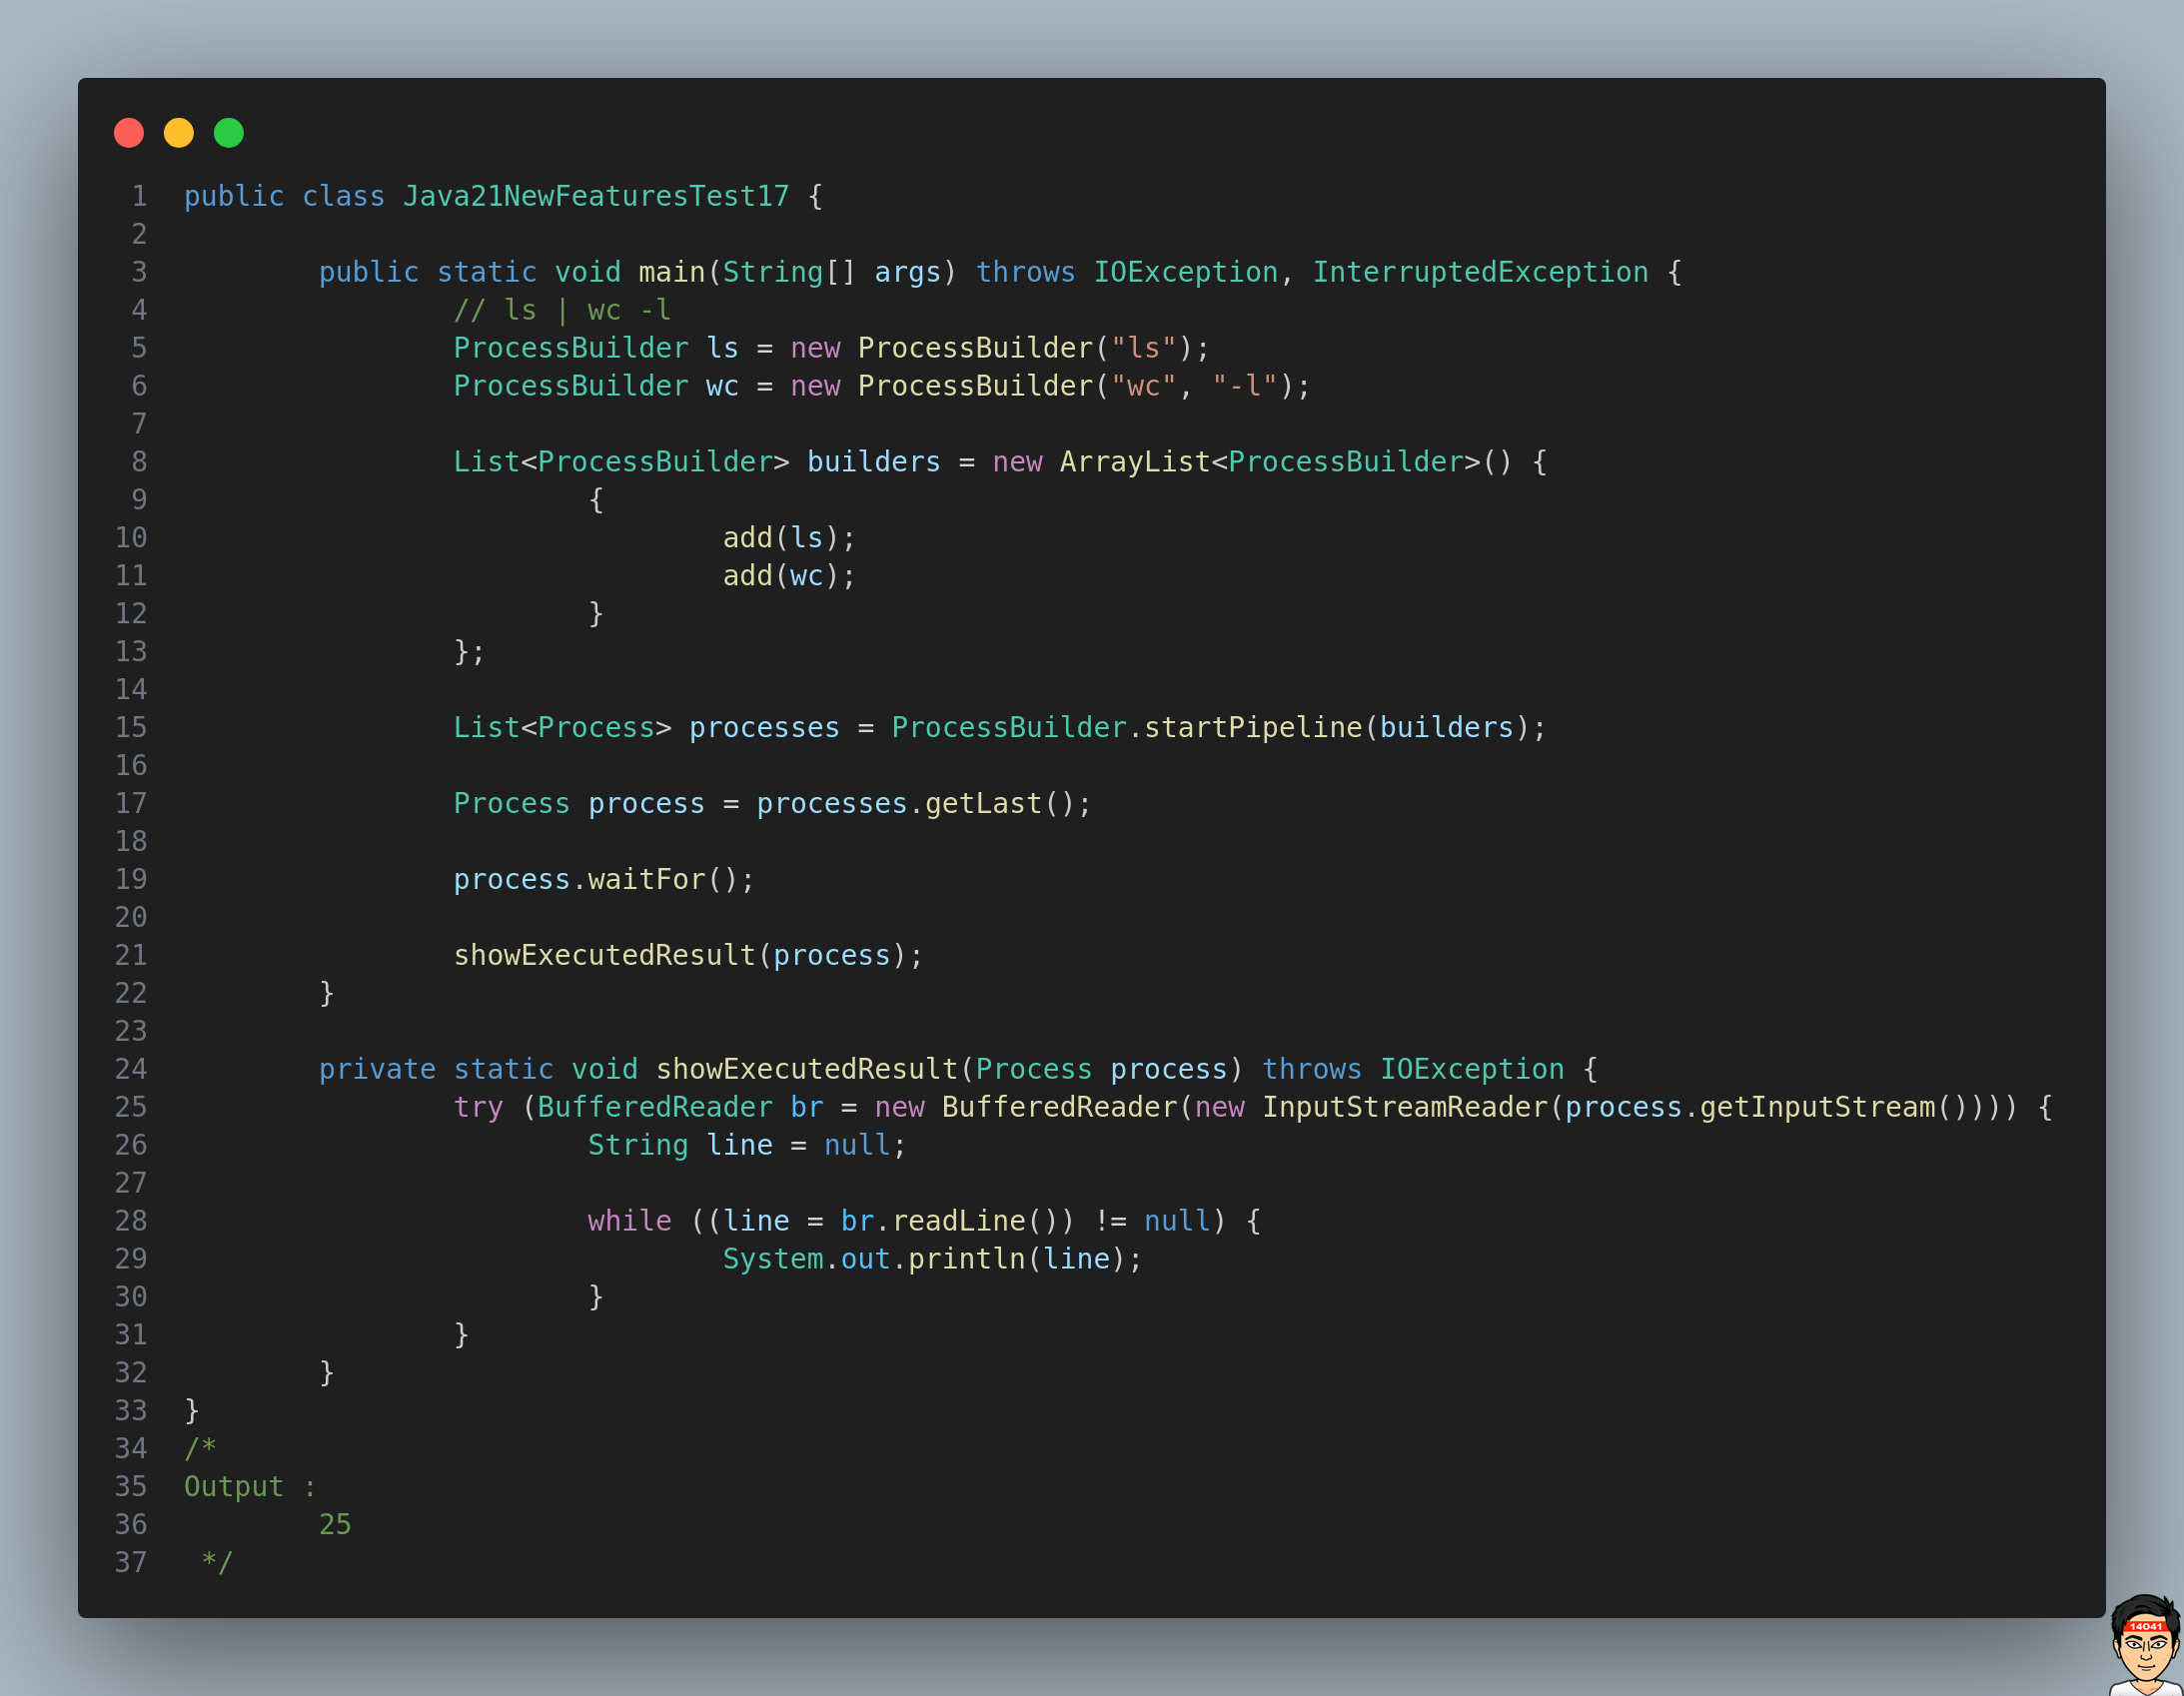 1 public class Java21NewFeaturesTest17 {
2
3 public static void main(String[] args) throws IOException, InterruptedException {
4 // ls | wc -l
5 ProcessBuilder ls = new ProcessBuilder("ls");
6 ProcessBuilder wc = new ProcessBuilder("wc", "-l");
7
8 List<ProcessBuilder> builders = new ArrayList<ProcessBuilder>() {
9 {
10 add(ls);
11 add(wc);
12 }
13 };
14
15 List<Process> processes = ProcessBuilder.startPipeline(builders);
16
17 Process process = processes.getLast();
18
19 process.waitFor();
20
21 showExecutedResult(process);
22 }
23
24 private static void showExecutedResult(Process process) throws IOException {
25 try (BufferedReader br = new BufferedReader(new InputStreamReader(process.getInputStream()))) {
26 String line = null;
27
28 while ((line = br.readLine()) != null) {
29 System.out.println(line);
30 }
31 }
32 }
33 }
34 /*
35 Output :
36 25
37 */
14041